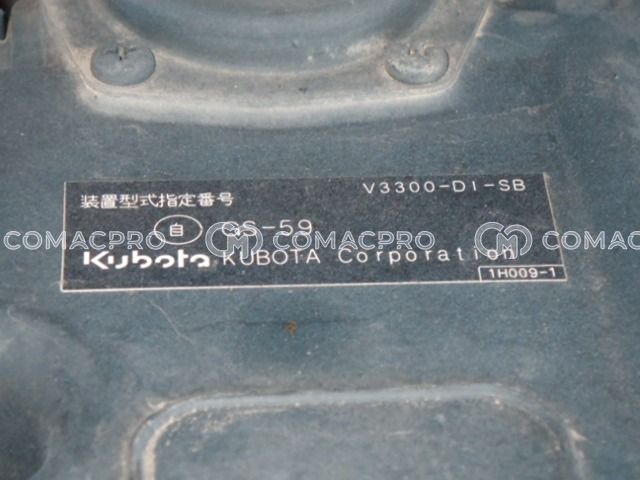 装置型式指定番号 V3300-DI-SB
自 CS-59
COMACPRO COMACPRO COMACPRO
Kubota KUBOTA Corporation
1H009-1